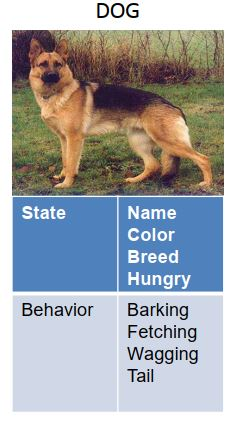 DOG
State
Name
Color
Breed
Hungry
Behavior
Barking
Fetching
Wagging
Tail